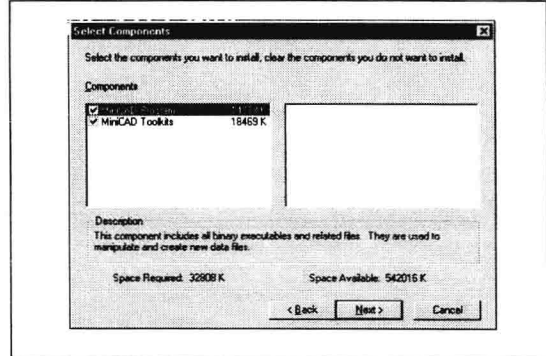 Select Components
Select the components you want to install, clear the components you do not want to install.
Components
MiniCAD Toolkits 18469 K
Description
This component includes all binary executables and related files. They are used to
manipulate and create new data files.
Space Required: 32808 K Space Available: 542016 K
< Back Next > Cancel